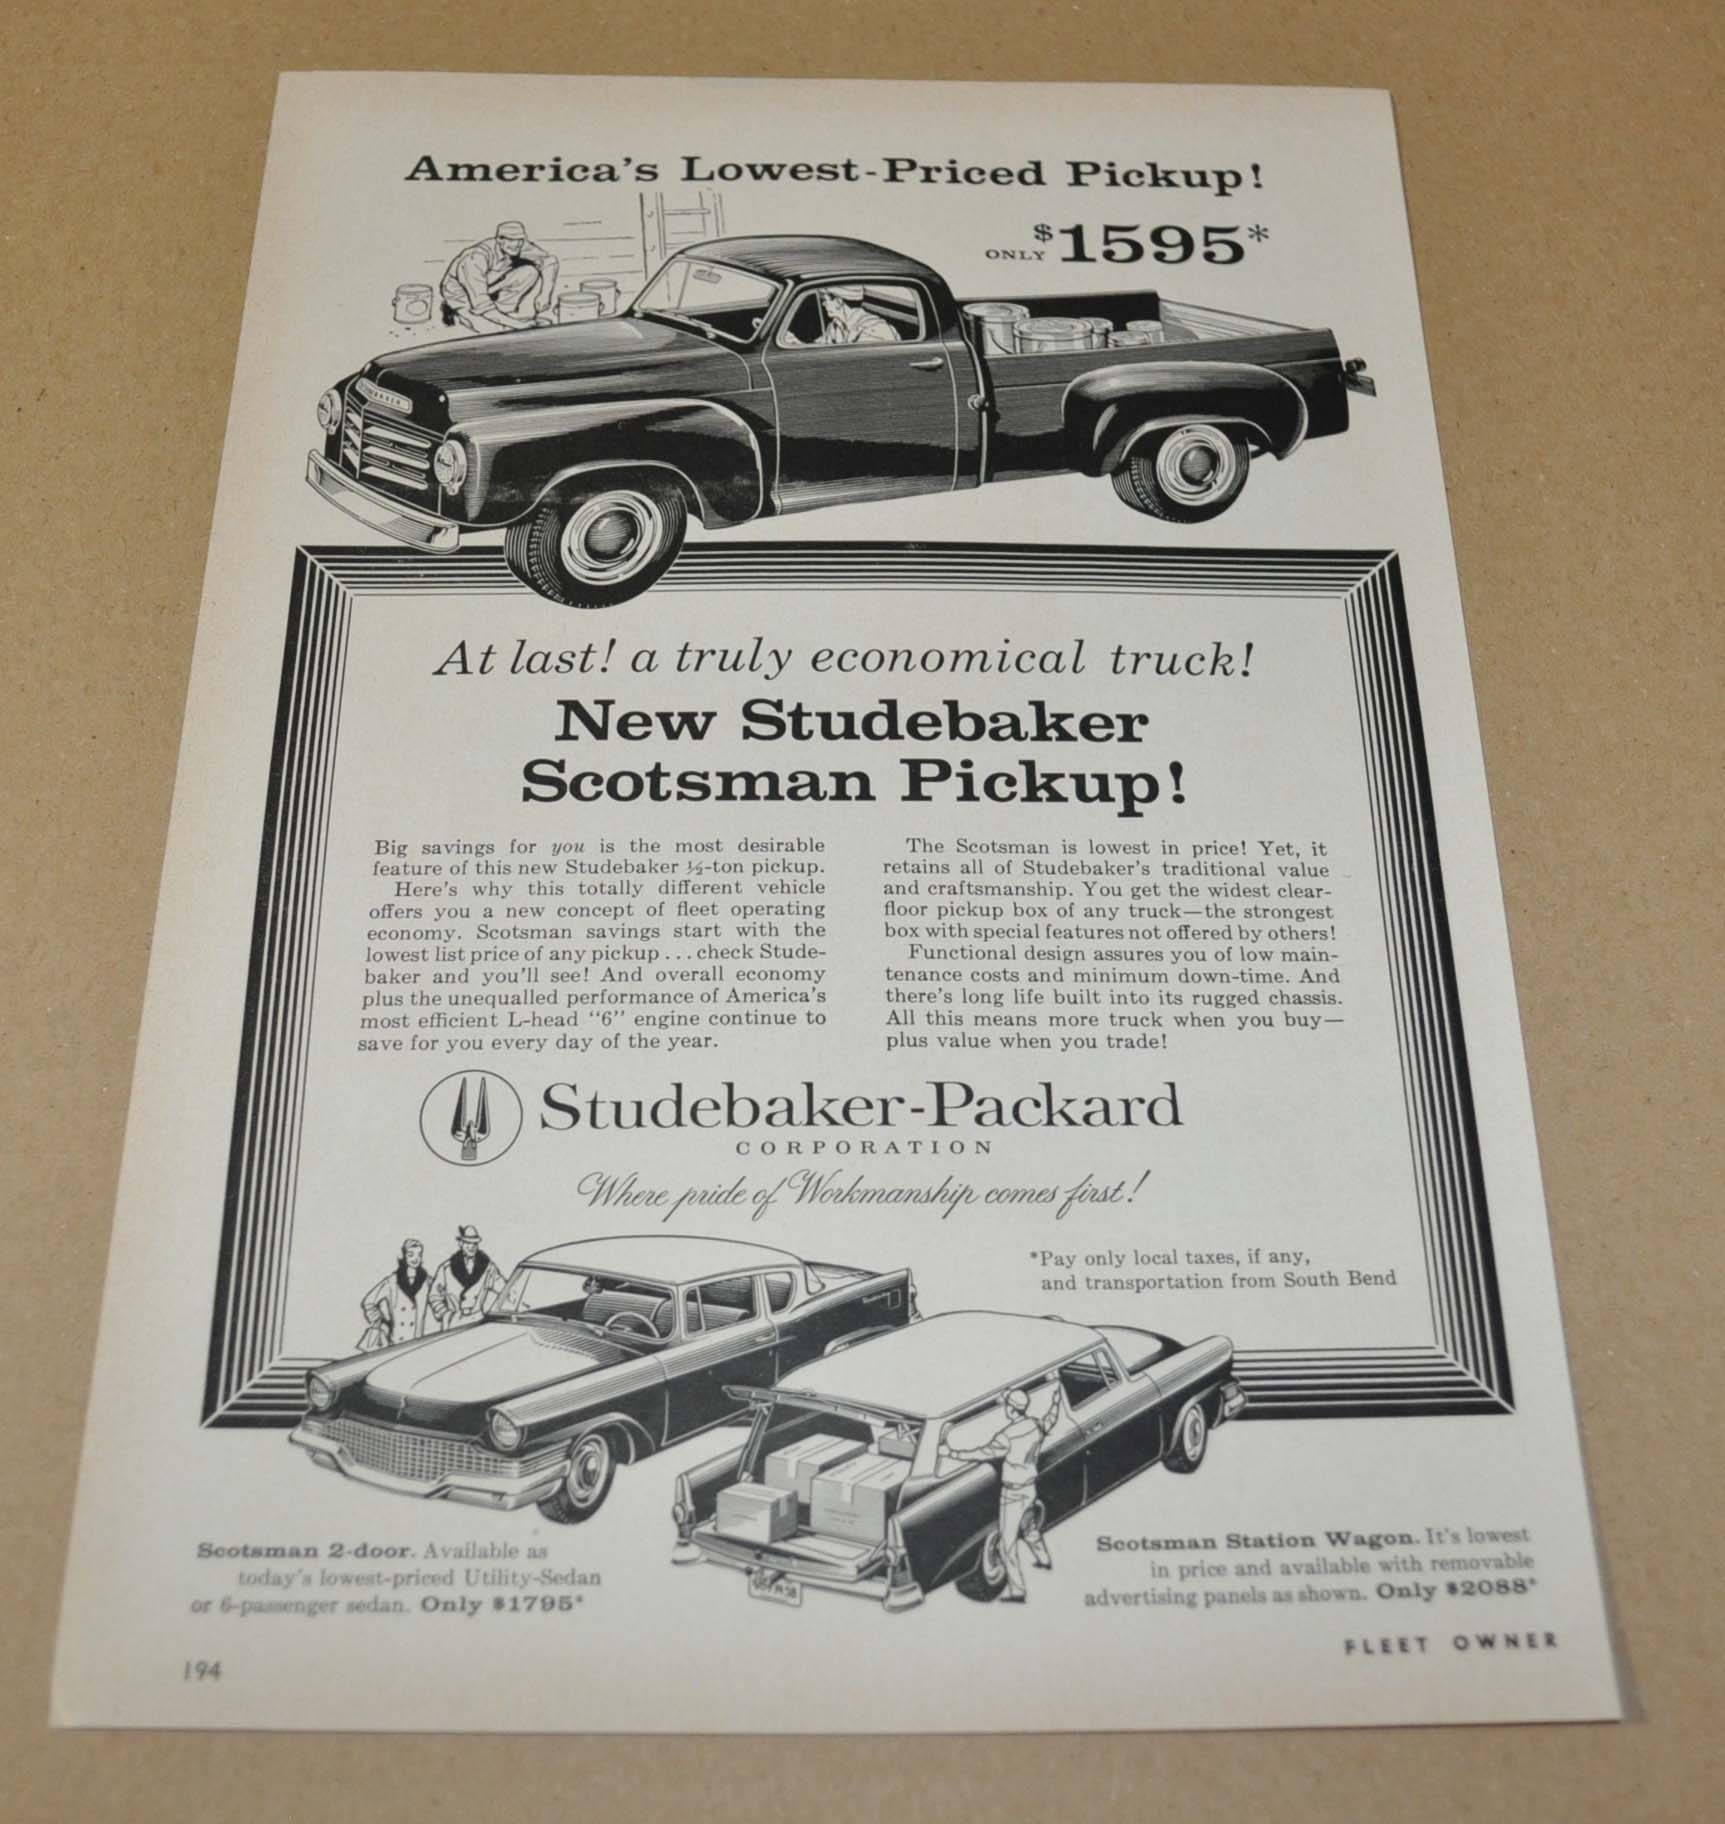 America's Lowest-Priced Pickup!
ONLY $1595*
STUDEBAKER
At last! a truly economical truck!
New Studebaker
Scotsman Pickup!
Big savings for you is the most desirable
feature of this new Studebaker ½-ton pickup.
Here's why this totally different vehicle
offers you a new concept of fleet operating
economy. Scotsman savings start with the
lowest list price of any pickup . . . check Stude-
baker and you'll see! And overall economy
plus the unequalled performance of America's
most efficient L-head "6" engine continue to
save for you every day of the year.
The Scotsman is lowest in price! Yet, it
retains all of Studebaker's traditional value
and craftsmanship. You get the widest clear-
floor pickup box of any truck—the strongest
box with special features not offered by others!
Functional design assures you of low main-
tenance costs and minimum down-time. And
there's long life built into its rugged chassis.
All this means more truck when you buy—
plus value when you trade!
Studebaker-Packard
CORPORATION
Where pride of Workmanship comes first!
*Pay only local taxes, if any,
and transportation from South Bend
Scotsman 2-door. Available as
today's lowest-priced Utility-Sedan
or 6-passenger sedan. Only $1795*
Scotsman Station Wagon. It's lowest
in price and available with removable
advertising panels as shown. Only $2088*
194
FLEET OWNER